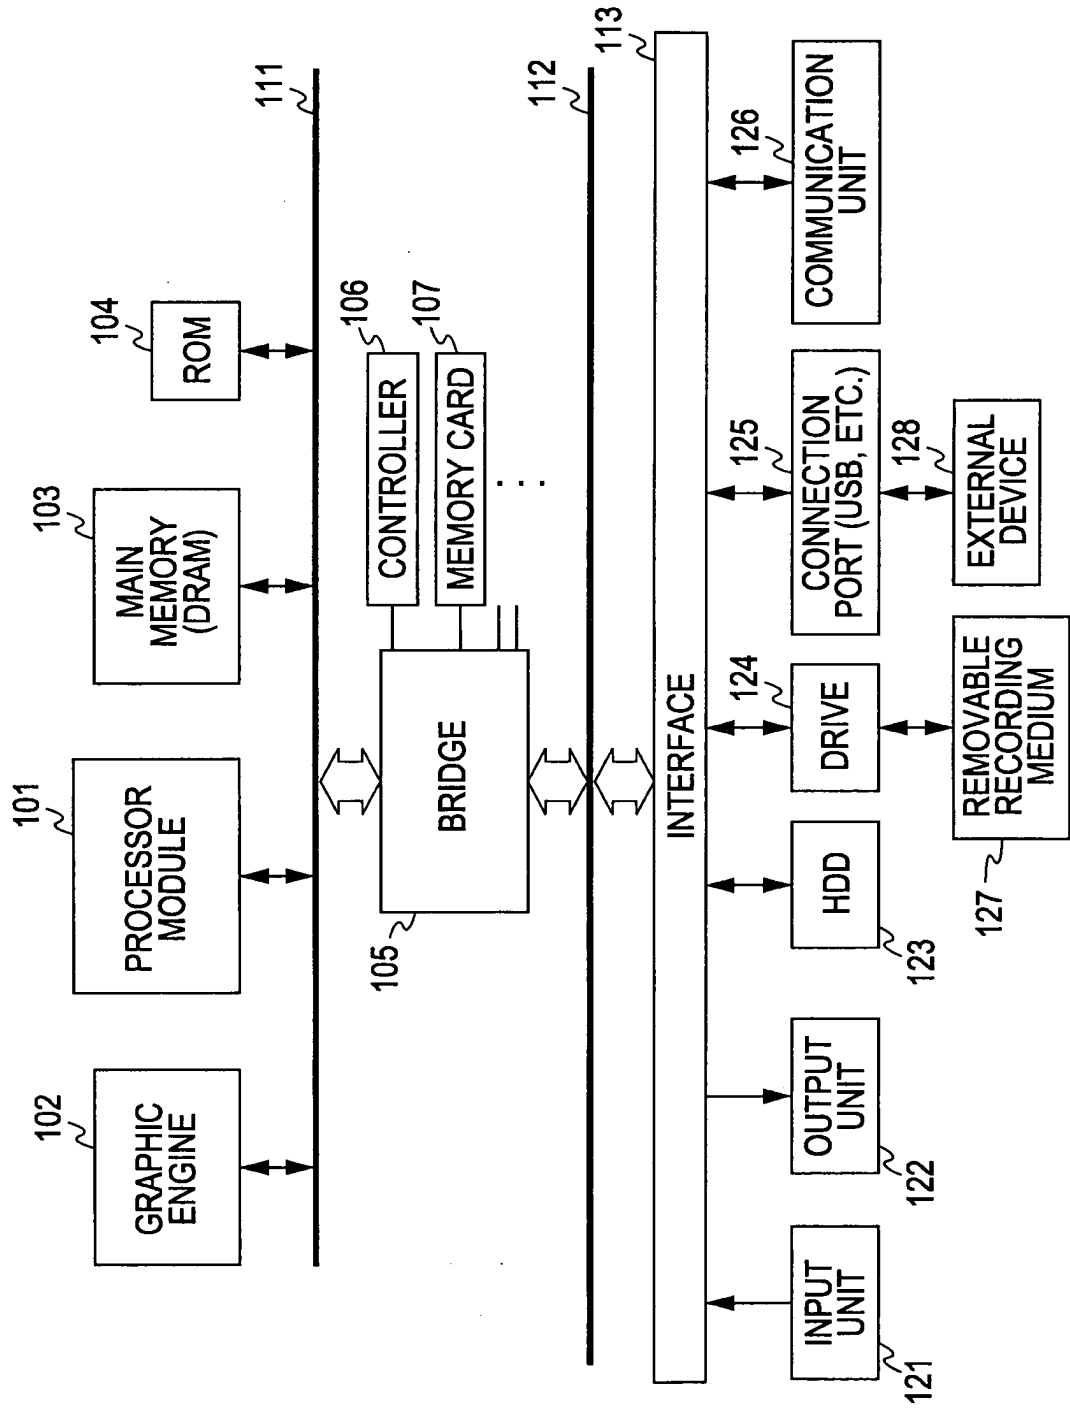 102
GRAPHIC
ENGINE
101
PROCESSOR
MODULE
103
MAIN
MEMORY
(DRAM)
104
ROM
111
105
BRIDGE
106
CONTROLLER
107
MEMORY CARD
. . .
112
113
INTERFACE
121
INPUT
UNIT
122
OUTPUT
UNIT
123
HDD
124
DRIVE
125
CONNECTION
PORT (USB, ETC.)
126
COMMUNICATION
UNIT
127
REMOVABLE
RECORDING
MEDIUM
128
EXTERNAL
DEVICE